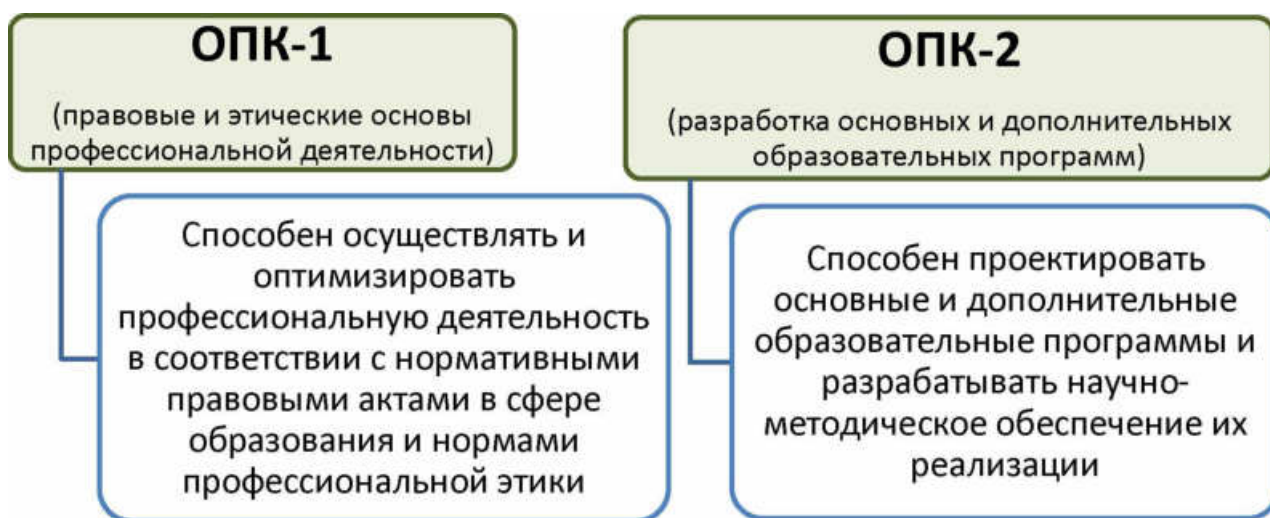 ОПК-1
(правовые и этические основы
профессиональной деятельности)
Способен осуществлять и
оптимизировать
профессиональную деятельность
в соответствии с нормативными
правовыми актами в сфере
образования и нормами
профессиональной этики
ОПК-2
(разработка основных и дополнительных
образовательных программ)
Способен проектировать
основные и дополнительные
образовательные программы и
разрабатывать научно-
методическое обеспечение их
реализации